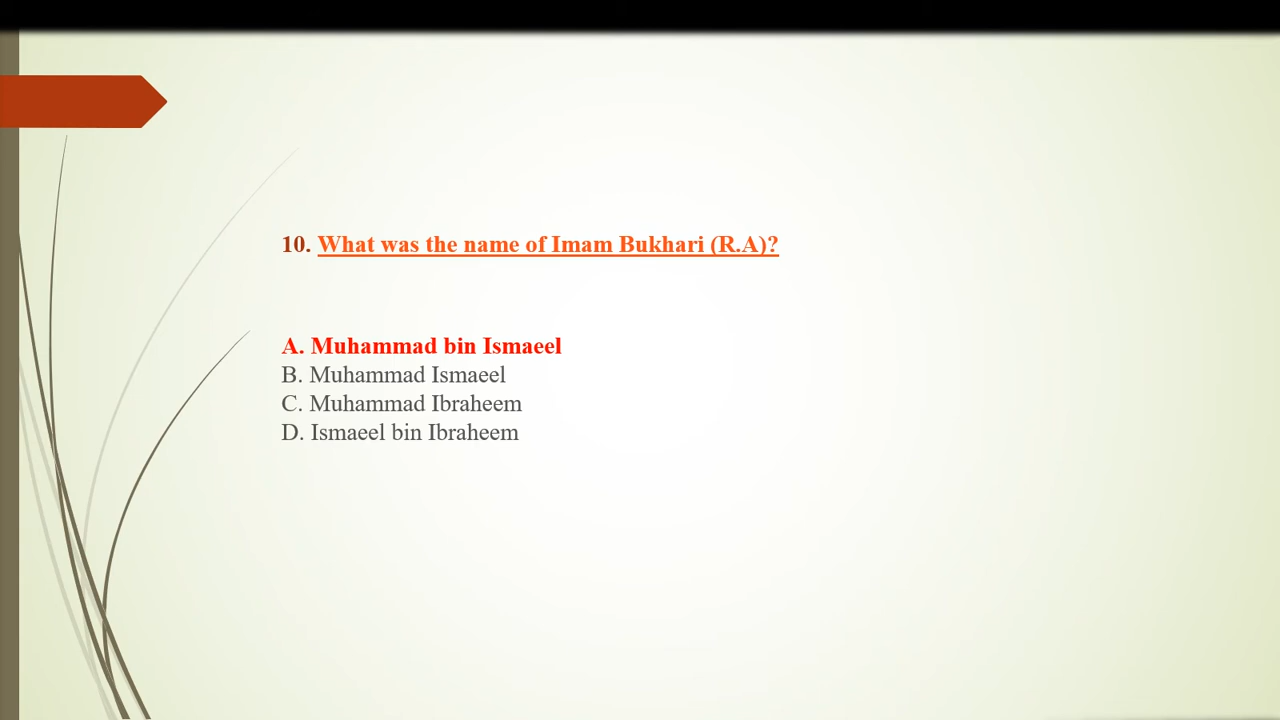 10. What was the name of Imam Bukhari (R.A)?
A. Muhammad bin Ismaeel
B. Muhammad Ismaeel
C. Muhammad Ibraheem
D. Ismaeel bin Ibraheem